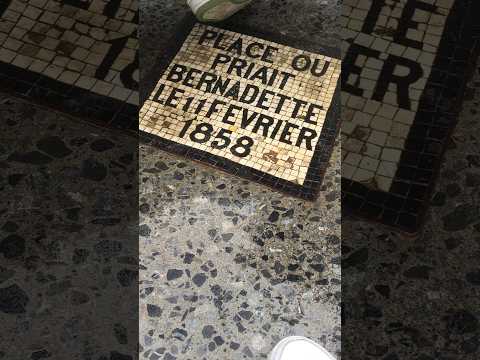 PLACE OU
PRIAIT
BERNADETTE
LE 11 FEVRIER
1858